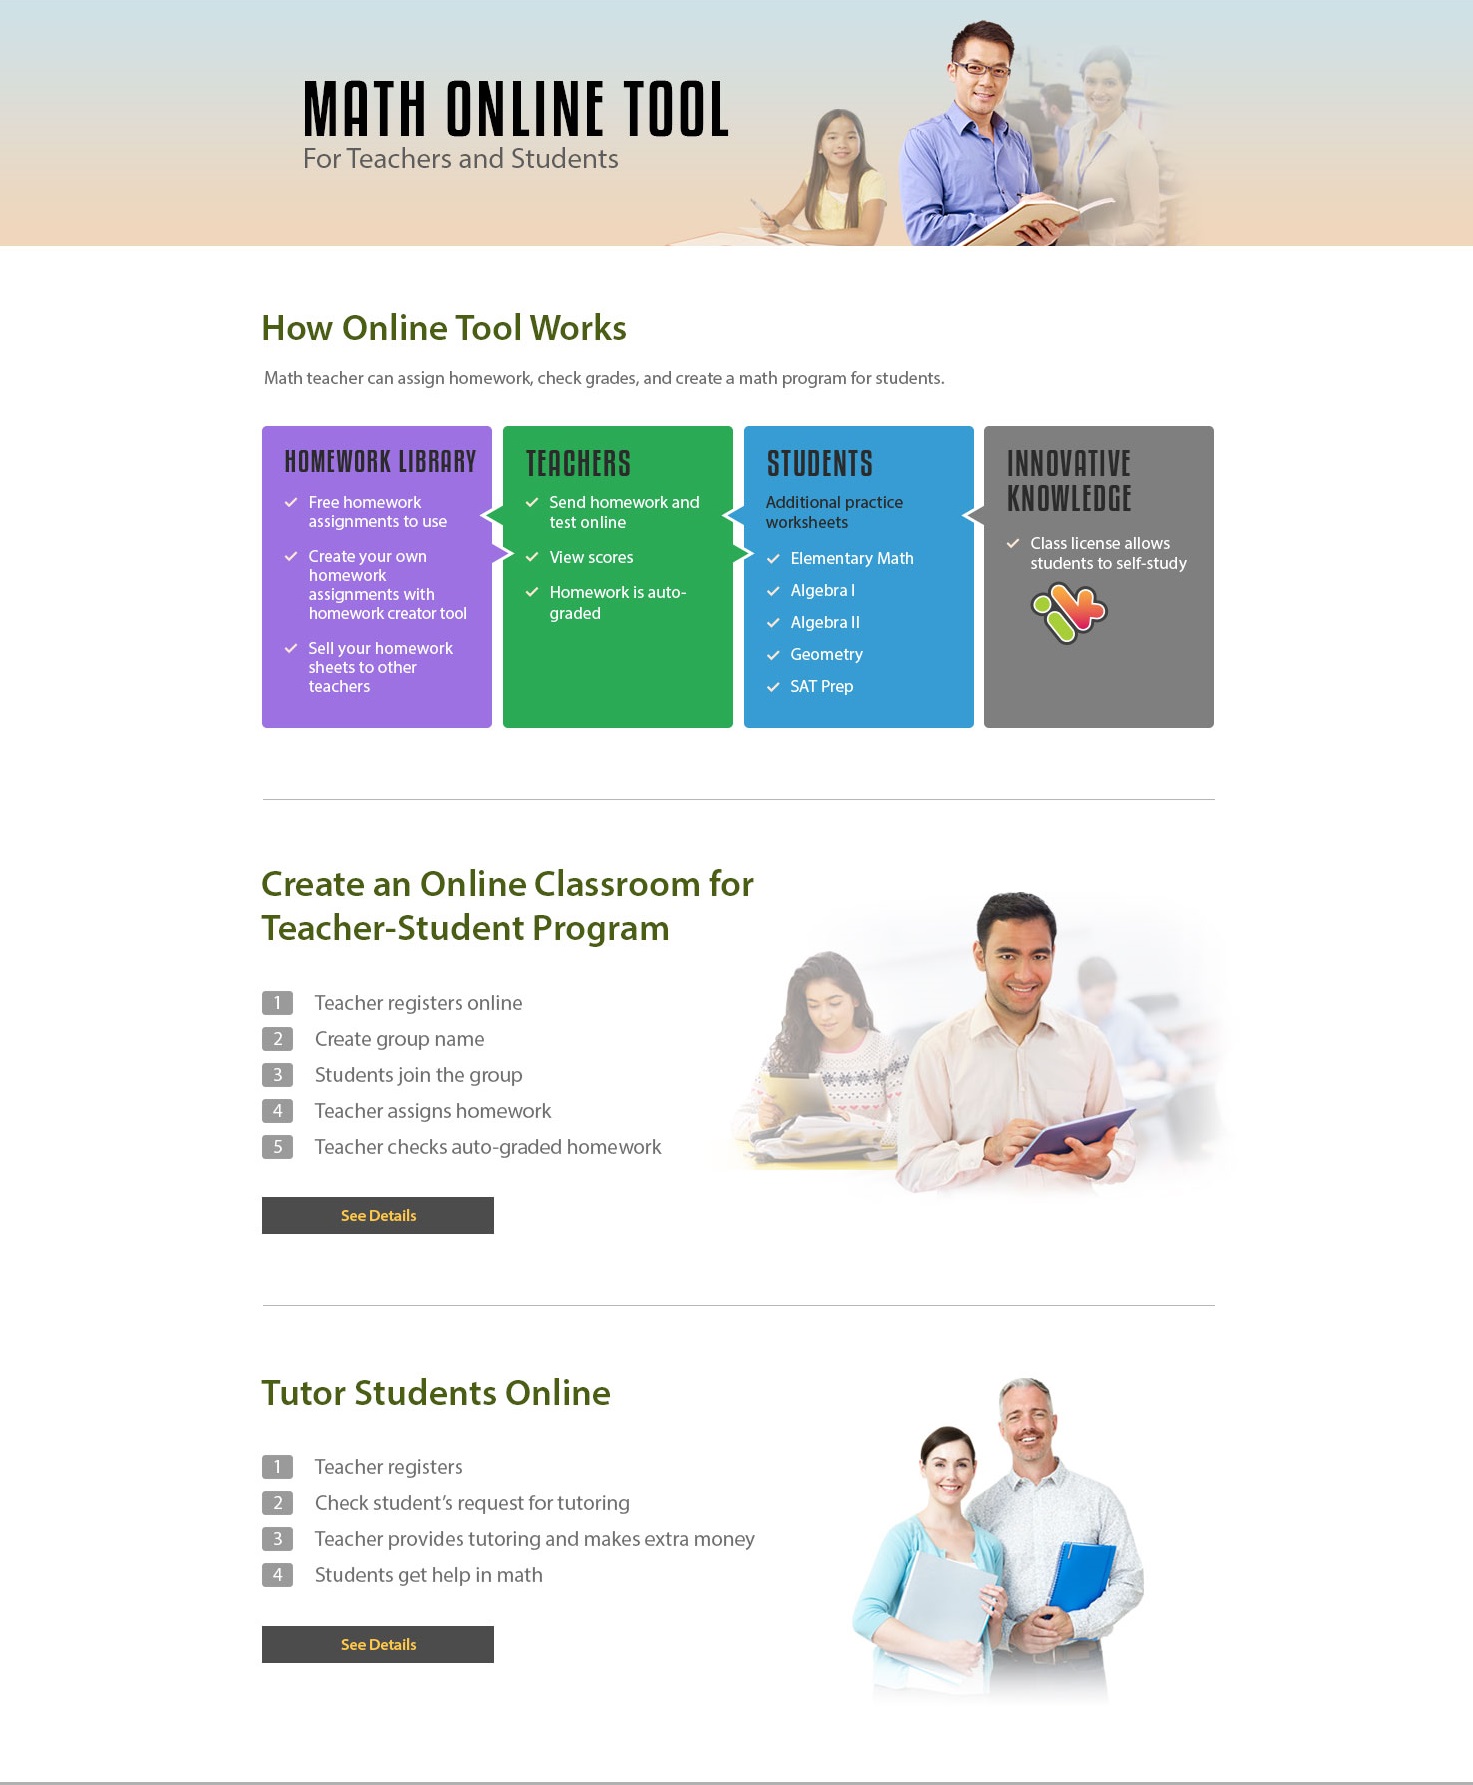 MATH ONLINE TOOL
For Teachers and Students
How Online Tool Works
Math teacher can assign homework, check grades, and create a math program for students.
HOMEWORK LIBRARY
Free homework
assignments to use
Create your own
homework
assignments with
homework creator tool
Sell your homework
sheets to other
teachers
TEACHERS
Send homework and
test online
View scores
Homework is auto-
graded
STUDENTS
Additional practice
worksheets
Elementary Math
Algebra I
Algebra II
Geometry
SAT Prep
INNOVATIVE
KNOWLEDGE
Class license allows
students to self-study
Create an Online Classroom for
Teacher-Student Program
1 Teacher registers online
2 Create group name
3 Students join the group
4 Teacher assigns homework
5 Teacher checks auto-graded homework
See Details
Tutor Students Online
1 Teacher registers
2 Check student’s request for tutoring
3 Teacher provides tutoring and makes extra money
4 Students get help in math
See Details